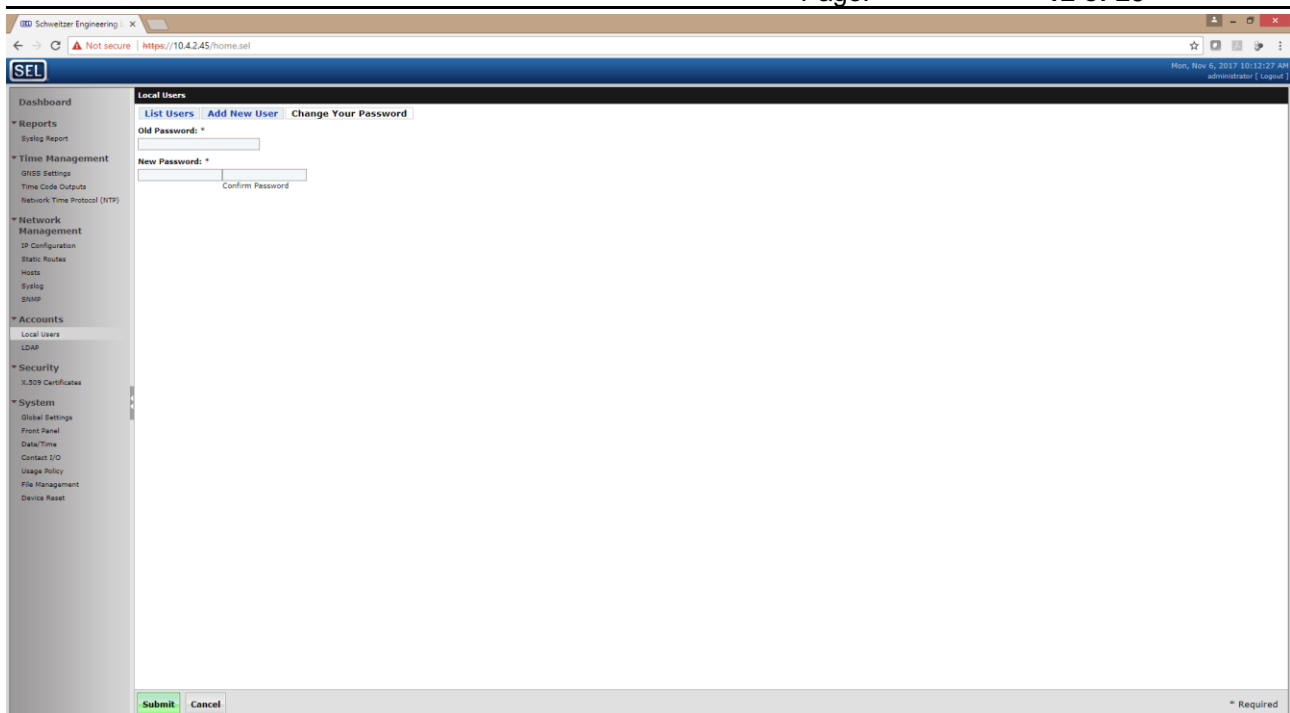 Page:
12 of 23
Schweitzer Engineering L
Not secure https://10.4.2.45/home.sel
SEL
Mon, Nov 6, 2017 10:12:27 AM
administrator [ Logout ]
Dashboard
Reports
Syslog Report
Time Management
GNSS Settings
Time Code Outputs
Network Time Protocol (NTP)
Network
Management
IP Configuration
Static Routes
Hosts
Syslog
SNMP
Accounts
Local Users
LDAP
Security
X.509 Certificates
System
Global Settings
Front Panel
Date/Time
Contact I/O
Usage Policy
File Management
Device Reset
Local Users
List Users Add New User Change Your Password
Old Password: *
New Password: *
Confirm Password
Submit Cancel
* Required